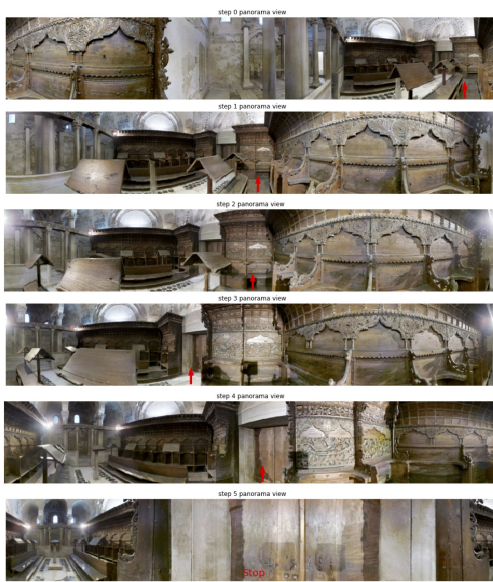 step 0 panorama view
step 1 panorama view
step 2 panorama view
step 3 panorama view
step 4 panorama view
step 5 panorama view
Stop